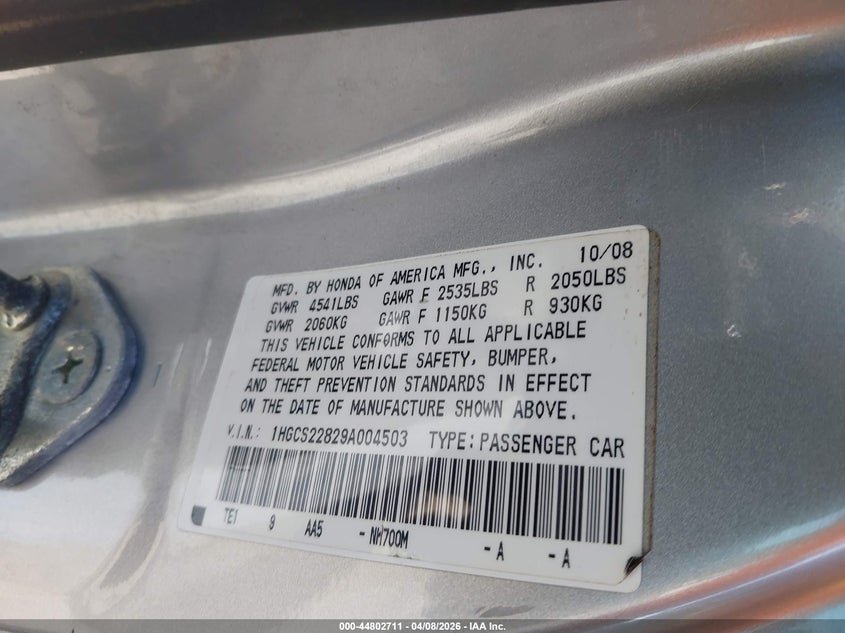 MFD. BY HONDA OF AMERICA MFG., INC. 10/08
GVWR 4541LBS GAWR F 2535LBS R 2050LBS
GVWR 2060KG GAWR F 1150KG R 930KG
THIS VEHICLE CONFORMS TO ALL APPLICABLE
FEDERAL MOTOR VEHICLE SAFETY, BUMPER,
AND THEFT PREVENTION STANDARDS IN EFFECT
ON THE DATE OF MANUFACTURE SHOWN ABOVE.
V.I.N.: 1HGCS22829A004503 TYPE: PASSENGER CAR
TE1 9 AA5 - NH700M - A - A
000-44802711 - 04/08/2026 - IAA Inc.